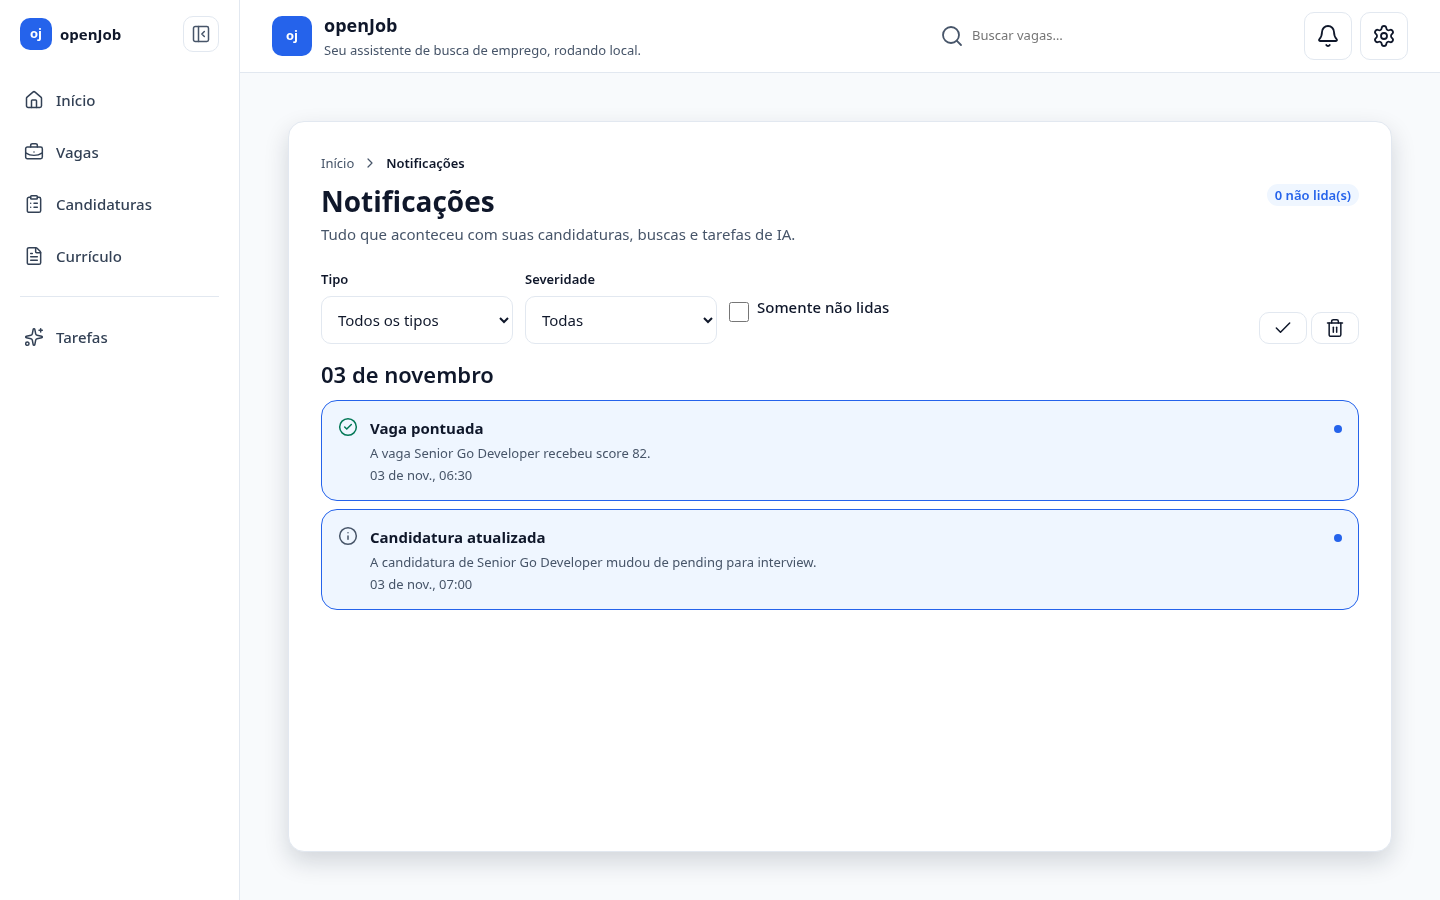 oj openJob
Início
Vagas
Candidaturas
Currículo
Tarefas
oj openJob
Seu assistente de busca de emprego, rodando local.
Buscar vagas...
Início > Notificações
Notificações
0 não lida(s)
Tudo que aconteceu com suas candidaturas, buscas e tarefas de IA.
Tipo
Todos os tipos
Severidade
Todas
Somente não lidas
03 de novembro
Vaga pontuada
A vaga Senior Go Developer recebeu score 82.
03 de nov., 06:30
Candidatura atualizada
A candidatura de Senior Go Developer mudou de pending para interview.
03 de nov., 07:00